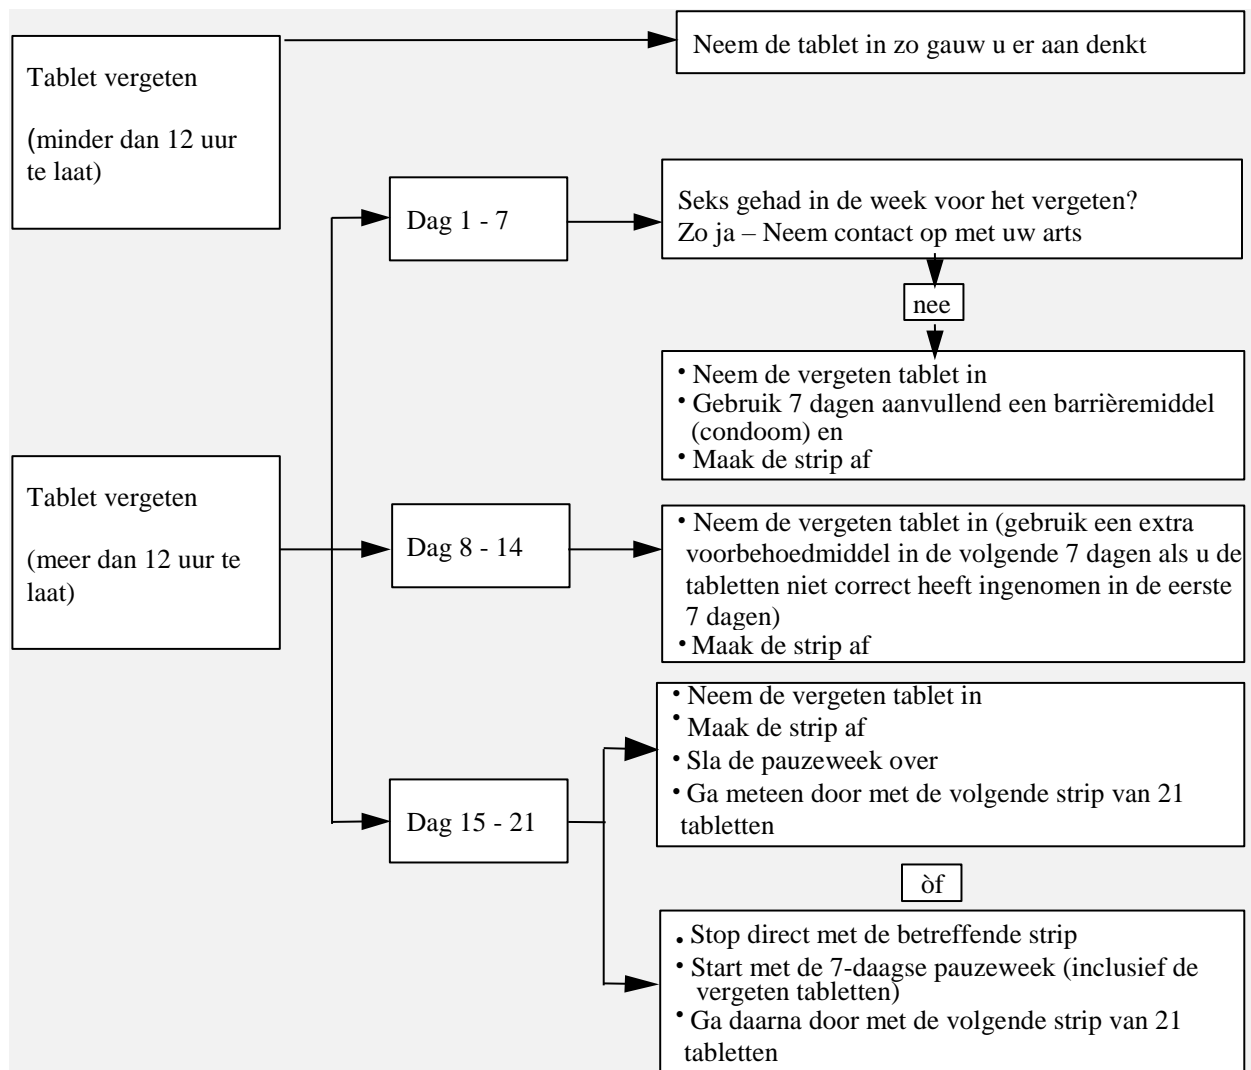 Tablet vergeten
(minder dan 12 uur
te laat)
Neem de tablet in zo gauw u er aan denkt
Tablet vergeten
(meer dan 12 uur te
laat)
Dag 1 - 7
Seks gehad in de week voor het vergeten?
Zo ja – Neem contact op met uw arts
nee
• Neem de vergeten tablet in
• Gebruik 7 dagen aanvullend een barrièremiddel
(condoom) en
• Maak de strip af
Dag 8 - 14
• Neem de vergeten tablet in (gebruik een extra
voorbehoedmiddel in de volgende 7 dagen als u de
tabletten niet correct heeft ingenomen in de eerste
7 dagen)
• Maak de strip af
Dag 15 - 21
• Neem de vergeten tablet in
• Maak de strip af
• Sla de pauzeweek over
• Ga meteen door met de volgende strip van 21
tabletten
òf
• Stop direct met de betreffende strip
• Start met de 7-daagse pauzeweek (inclusief de
vergeten tabletten)
• Ga daarna door met de volgende strip van 21
tabletten